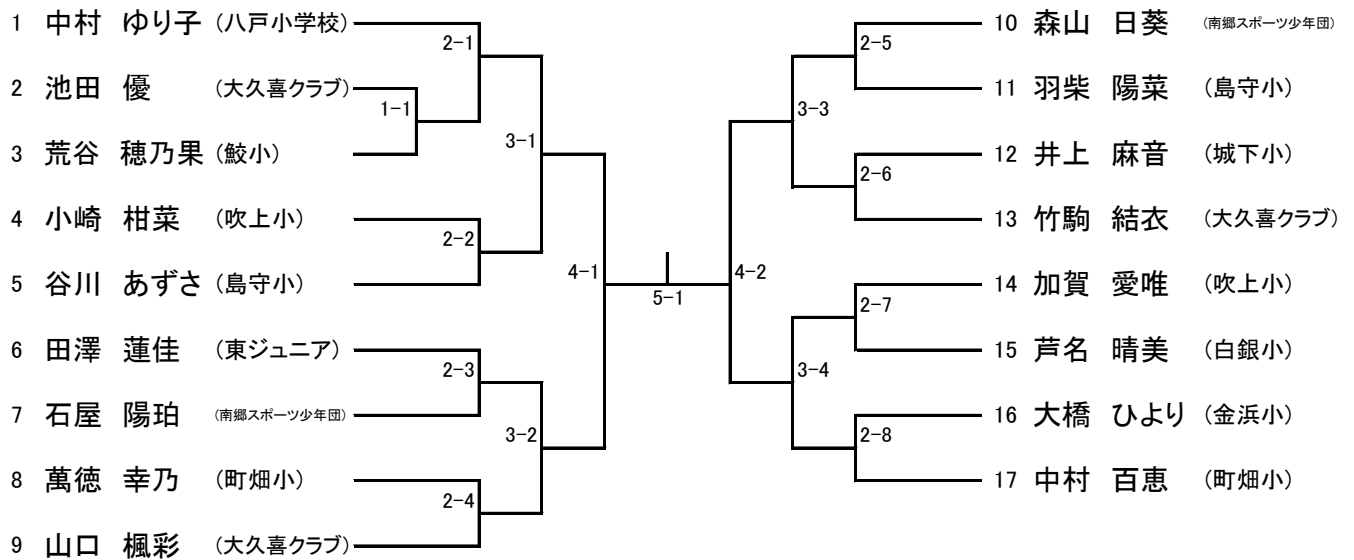 1 中村 ゆり子 (八戸小学校)
2 池田 優 (大久喜クラブ)
3 荒谷 穂乃果 (鮫小)
4 小崎 柑菜 (吹上小)
5 谷川 あずさ (島守小)
6 田澤 蓮佳 (東ジュニア)
7 石屋 陽珀 (南郷スポーツ少年団)
8 萬徳 幸乃 (町畑小)
9 山口 楓彩 (大久喜クラブ)
2-1
1-1
3-1
2-2
4-1
2-3
3-2
2-4
5-1
10 森山 日葵 (南郷スポーツ少年団)
11 羽柴 陽菜 (島守小)
12 井上 麻音 (城下小)
13 竹駒 結衣 (大久喜クラブ)
14 加賀 愛唯 (吹上小)
15 芦名 晴美 (白銀小)
16 大橋 ひより (金浜小)
17 中村 百恵 (町畑小)
2-5
3-3
2-6
4-2
2-7
3-4
2-8